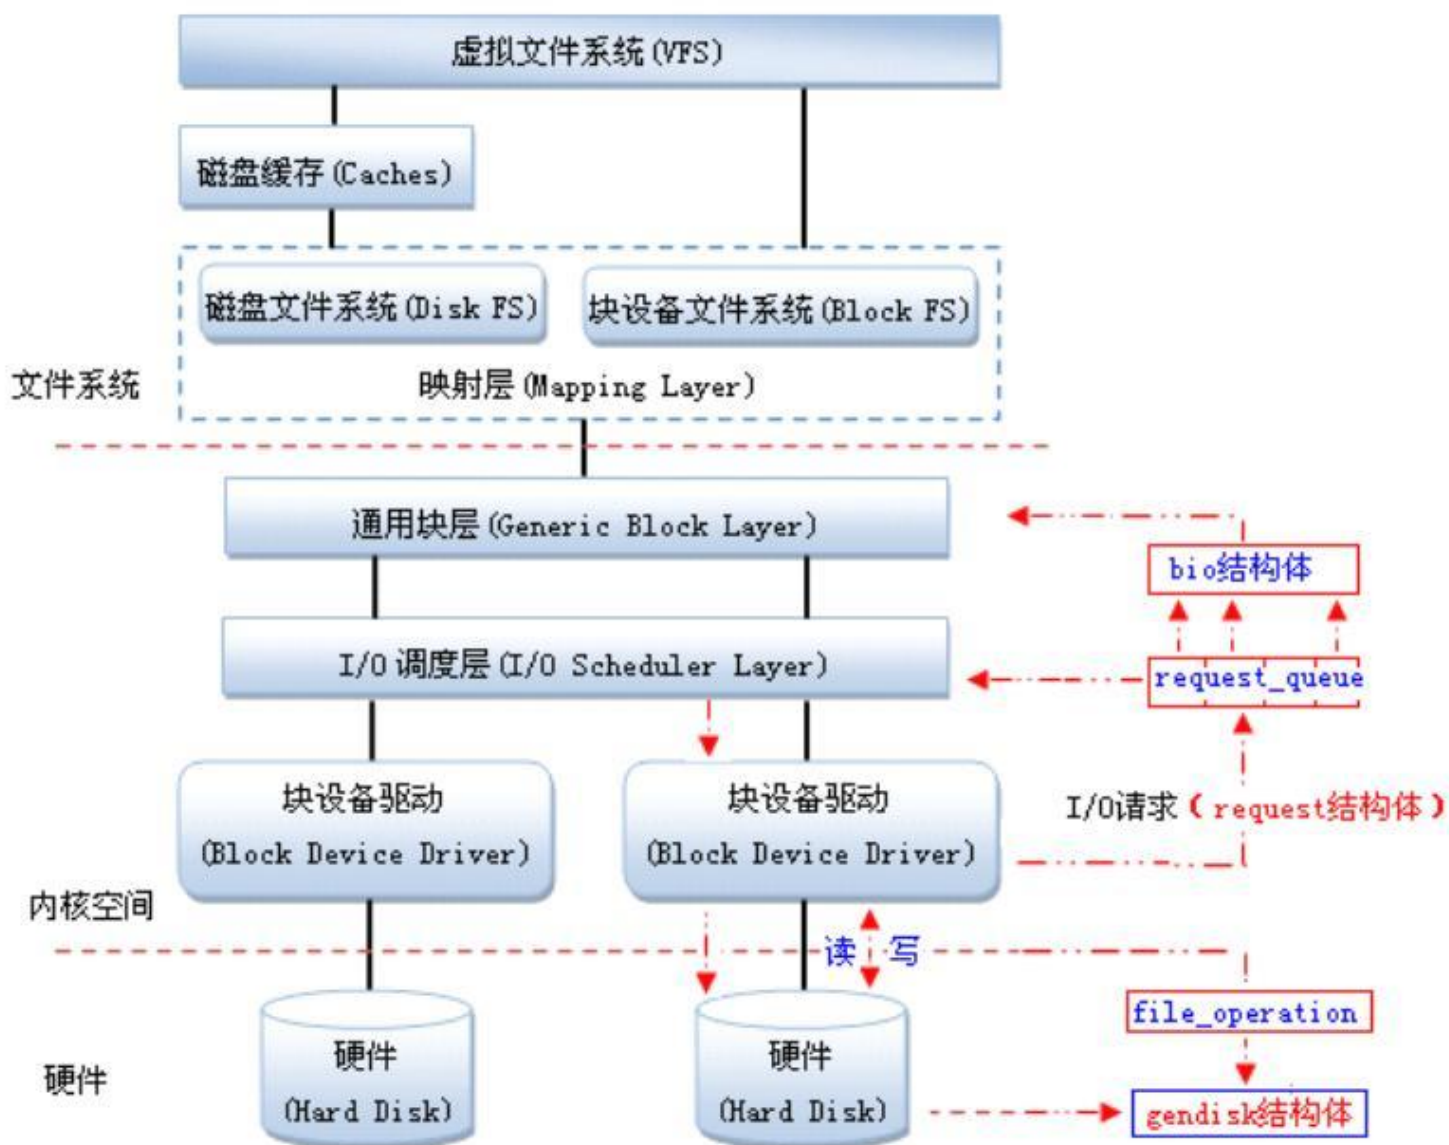 虚拟文件系统(VFS)
磁盘缓存(Caches)
磁盘文件系统(Disk FS)
块设备文件系统(Block FS)
文件系统
映射层(Mapping Layer)
通用块层(Generic Block Layer)
bio结构体
I/O 调度层(I/O Scheduler Layer)
request_queue
块设备驱动
(Block Device Driver)
块设备驱动
(Block Device Driver)
I/O请求(request结构体)
内核空间
读 写
file_operation
硬件
硬件
(Hard Disk)
硬件
(Hard Disk)
gendisk结构体